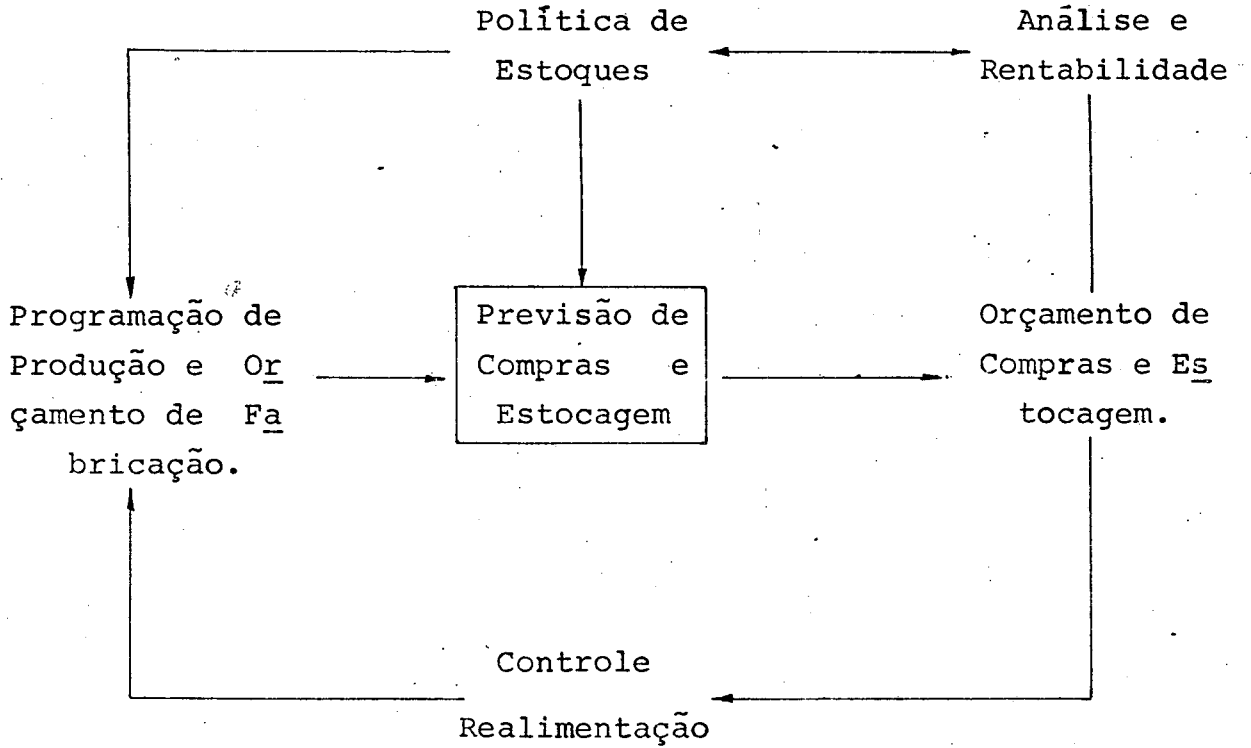 Política de
Estoques
Análise e
Rentabilidade
Programação de
Produção e Or
çamento de Fa
bricação.
Previsão de
Compras e
Estocagem
Orçamento de
Compras e Es
tocagem.
Controle
Realimentação